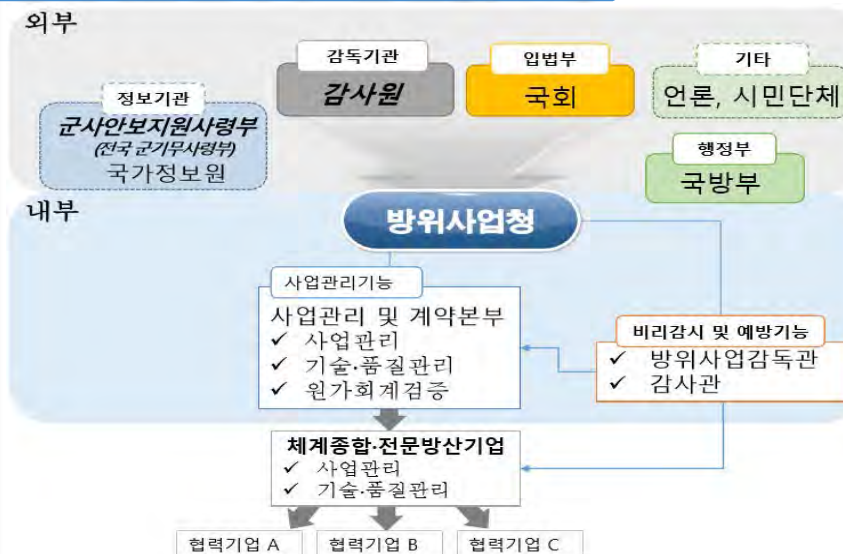 외부
감독기관
감사원
입법부
국회
기타
언론, 시민단체
정보기관
군사안보지원사령부
(전국 군기무사령부)
국가정보원
행정부
국방부
내부
방위사업청
사업관리기능
사업관리 및 계약본부
✓ 사업관리
✓ 기술·품질관리
✓ 원가회계검증
비리감시 및 예방기능
✓ 방위사업감독관
✓ 감사관
체계종합·전문방산기업
✓ 사업관리
✓ 기술·품질관리
협력기업 A
협력기업 B
협력기업 C